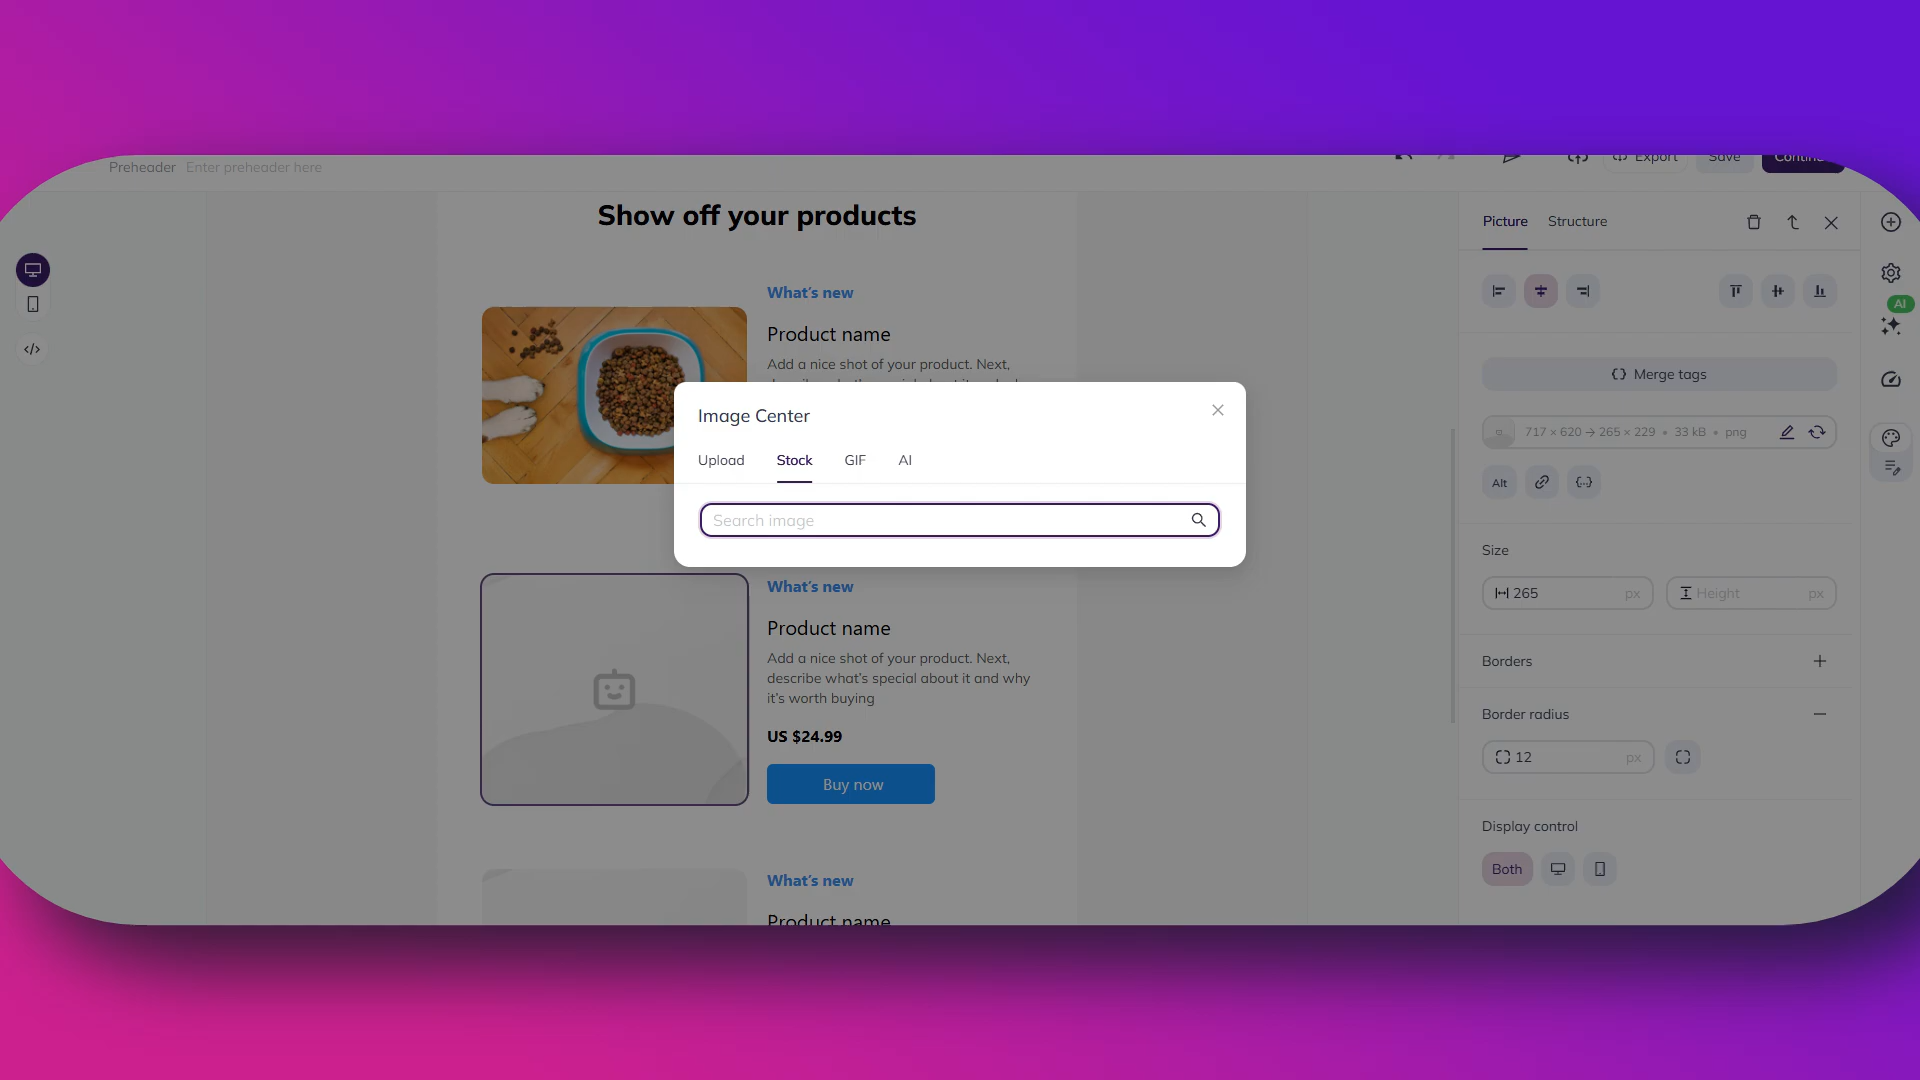 Preheader Enter preheader here
Export Save
Show off your products
What's new
Product name
Add a nice shot of your product. Next,
Image Center
Upload Stock GIF AI
Search image
What's new
Product name
Add a nice shot of your product. Next,
describe what's special about it and why
it's worth buying
US $24.99
Buy now
What's new
Product name
Picture Structure
AI
Merge tags
717 × 620 → 265 × 229 • 33 kB • png
Alt
Size
265 px Height px
Borders
Border radius
12 px
Display control
Both